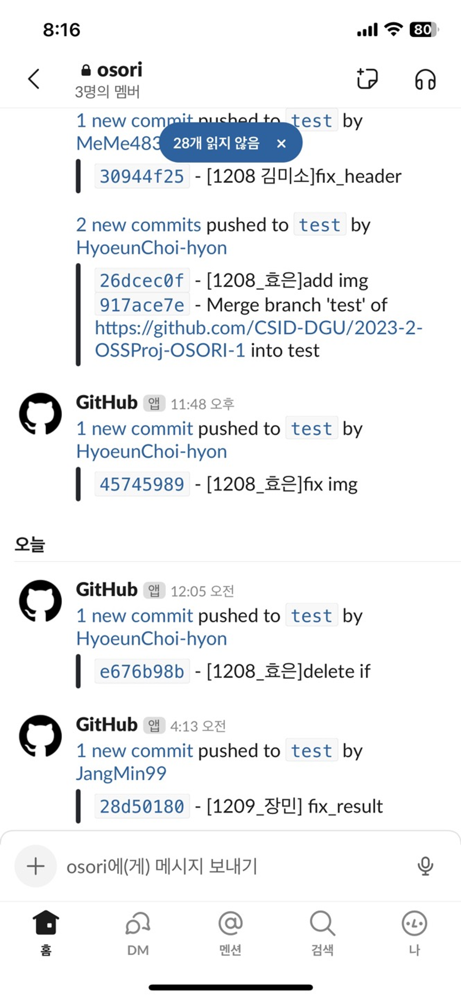 8:16
80
osori
3명의 멤버
1 new commit pushed to test by
MeMe483
28개 읽지 않음 ×
30944f25 - [1208 김미소]fix_header
2 new commits pushed to test by
HyoeunChoi-hyon
26dcec0f - [1208_효은]add img
917ace7e - Merge branch 'test' of
https://github.com/CSID-DGU/2023-2-
OSSProj-OSORI-1 into test
GitHub 앱 11:48 오후
1 new commit pushed to test by
HyoeunChoi-hyon
45745989 - [1208_효은]fix img
오늘
GitHub 앱 12:05 오전
1 new commit pushed to test by
HyoeunChoi-hyon
e676b98b - [1208_효은]delete if
GitHub 앱 4:13 오전
1 new commit pushed to test by
JangMin99
28d50180 - [1209_장민] fix_result
osori에(게) 메시지 보내기
홈 DM 멘션 검색 나